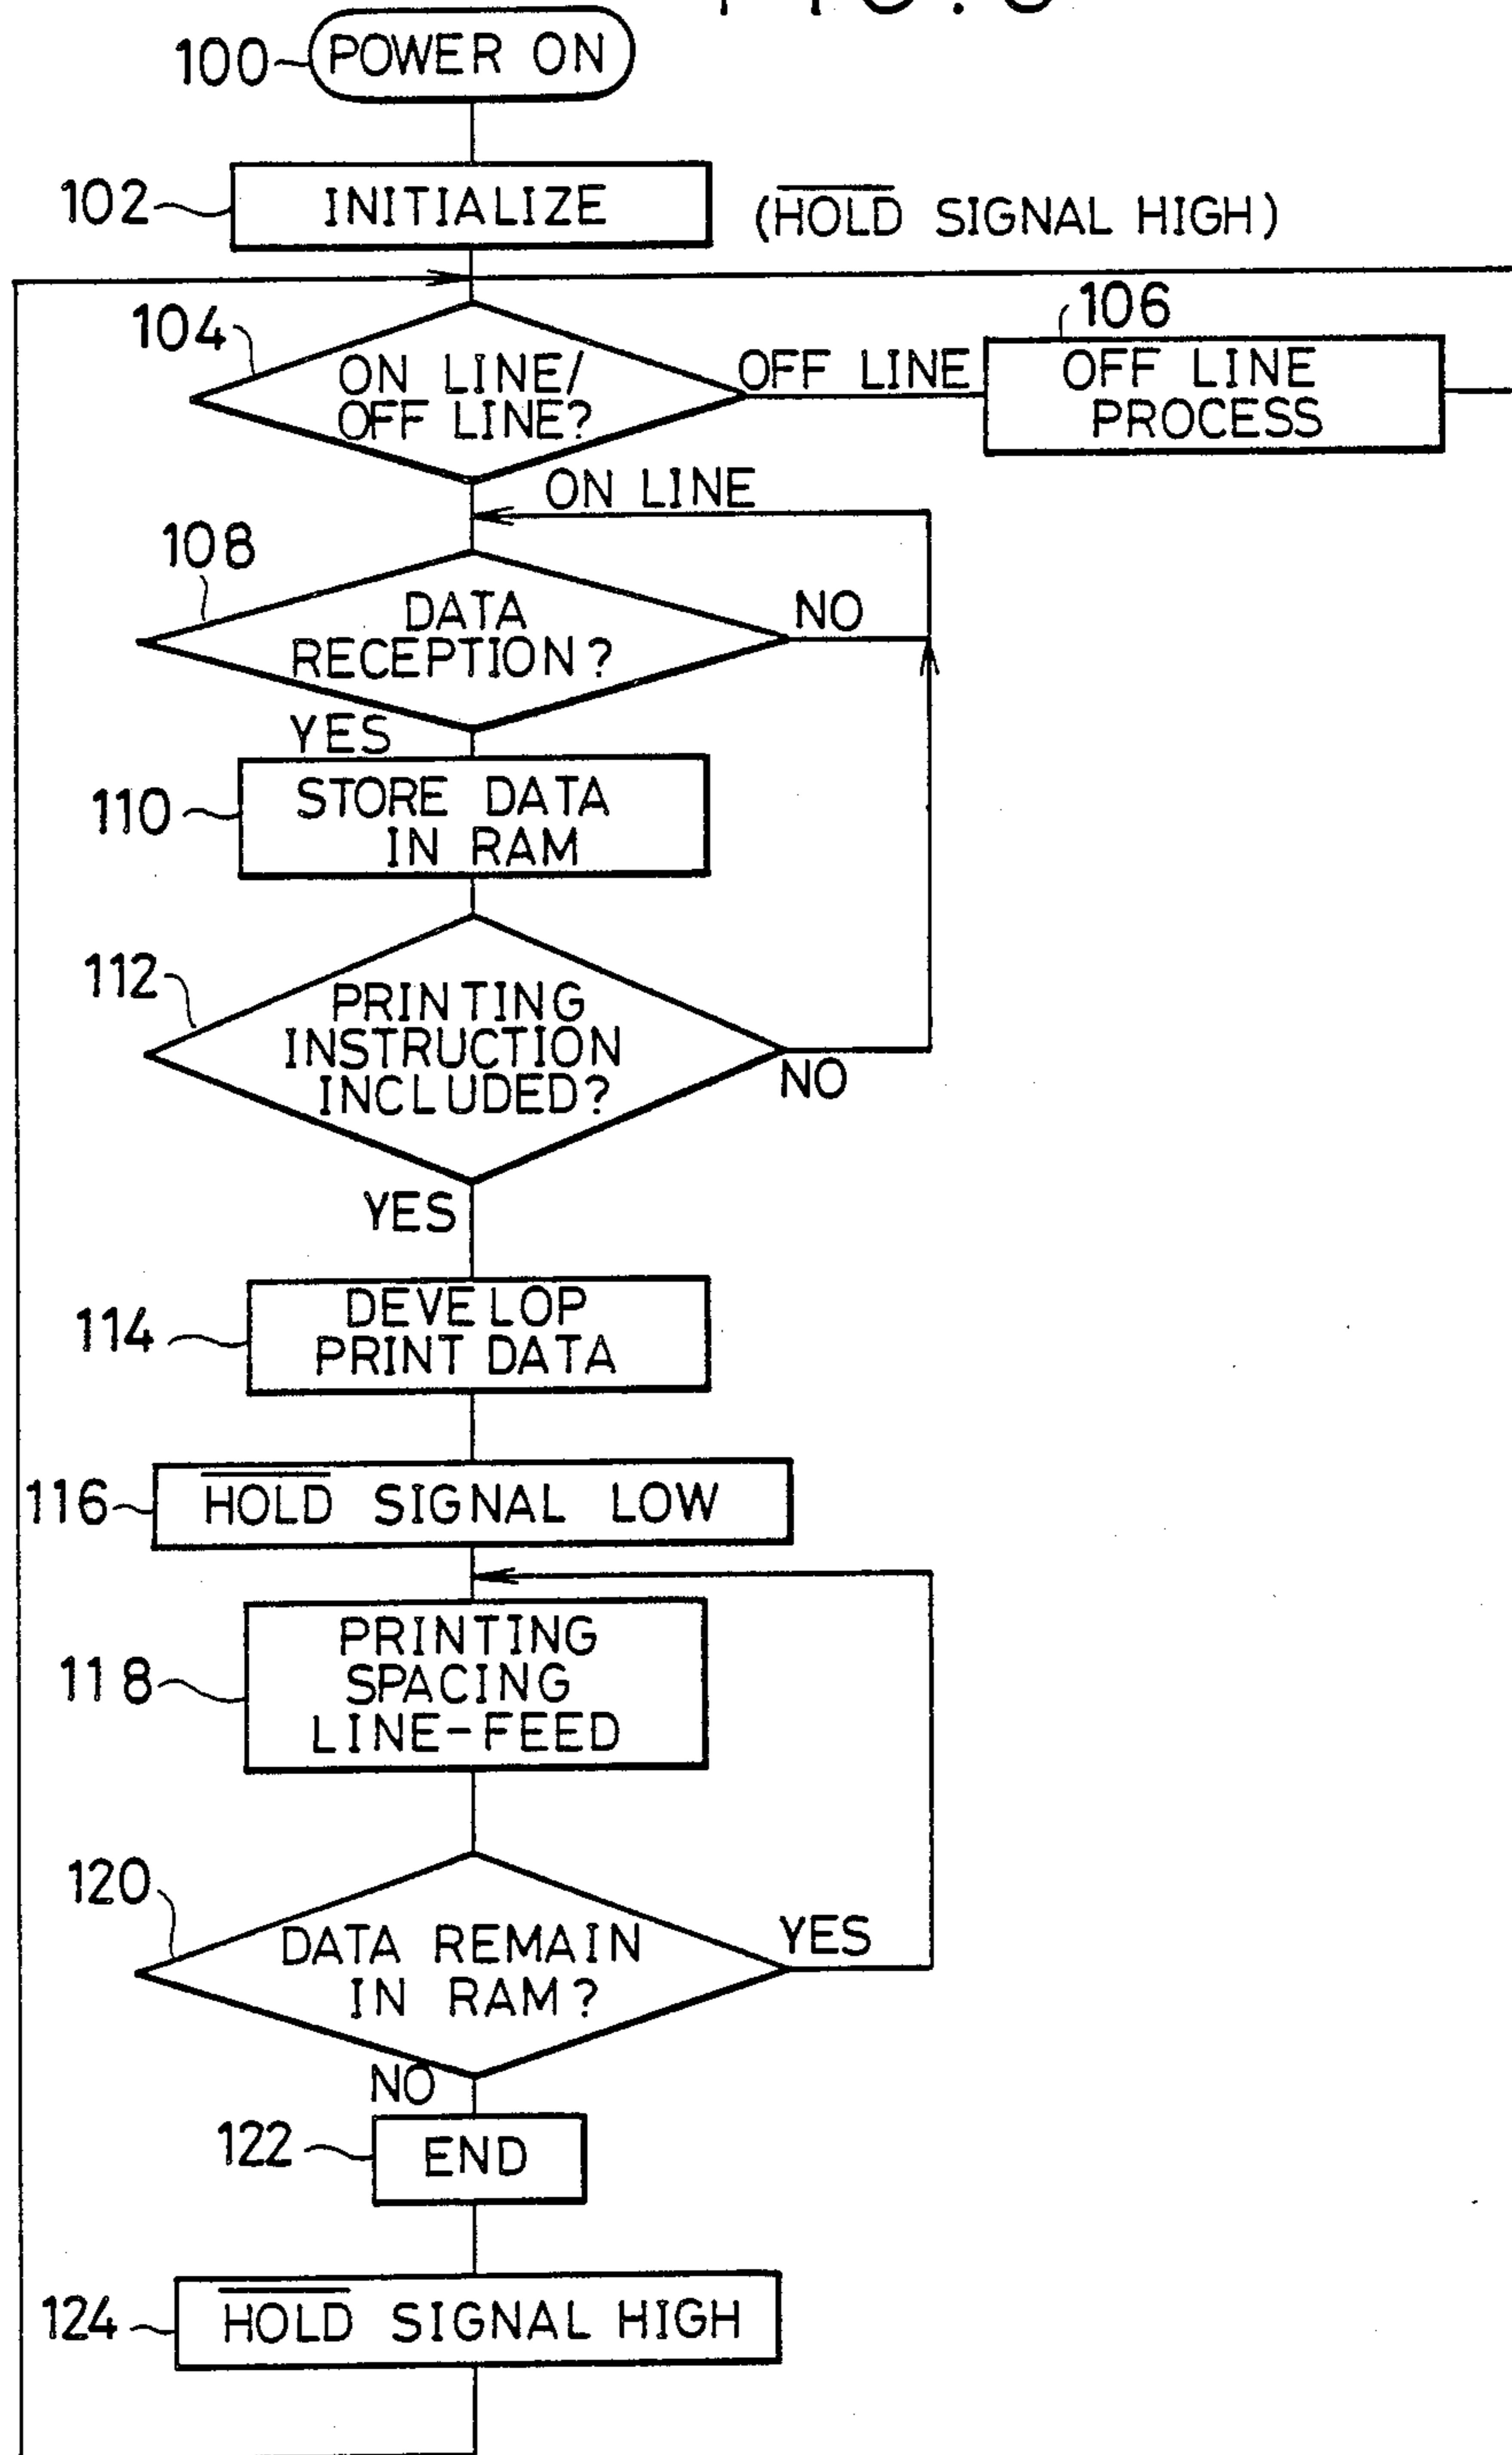 100 POWER ON
102 INITIALIZE (HOLD SIGNAL HIGH)
104 ON LINE/
OFF LINE?
OFF LINE
106
OFF LINE
PROCESS
ON LINE
108 DATA
RECEPTION?
NO
YES
110 STORE DATA
IN RAM
112 PRINTING
INSTRUCTION
INCLUDED?
NO
YES
114 DEVELOP
PRINT DATA
116 HOLD SIGNAL LOW
118 PRINTING
SPACING
LINE-FEED
120 DATA REMAIN
IN RAM?
YES
NO
122 END
124 HOLD SIGNAL HIGH